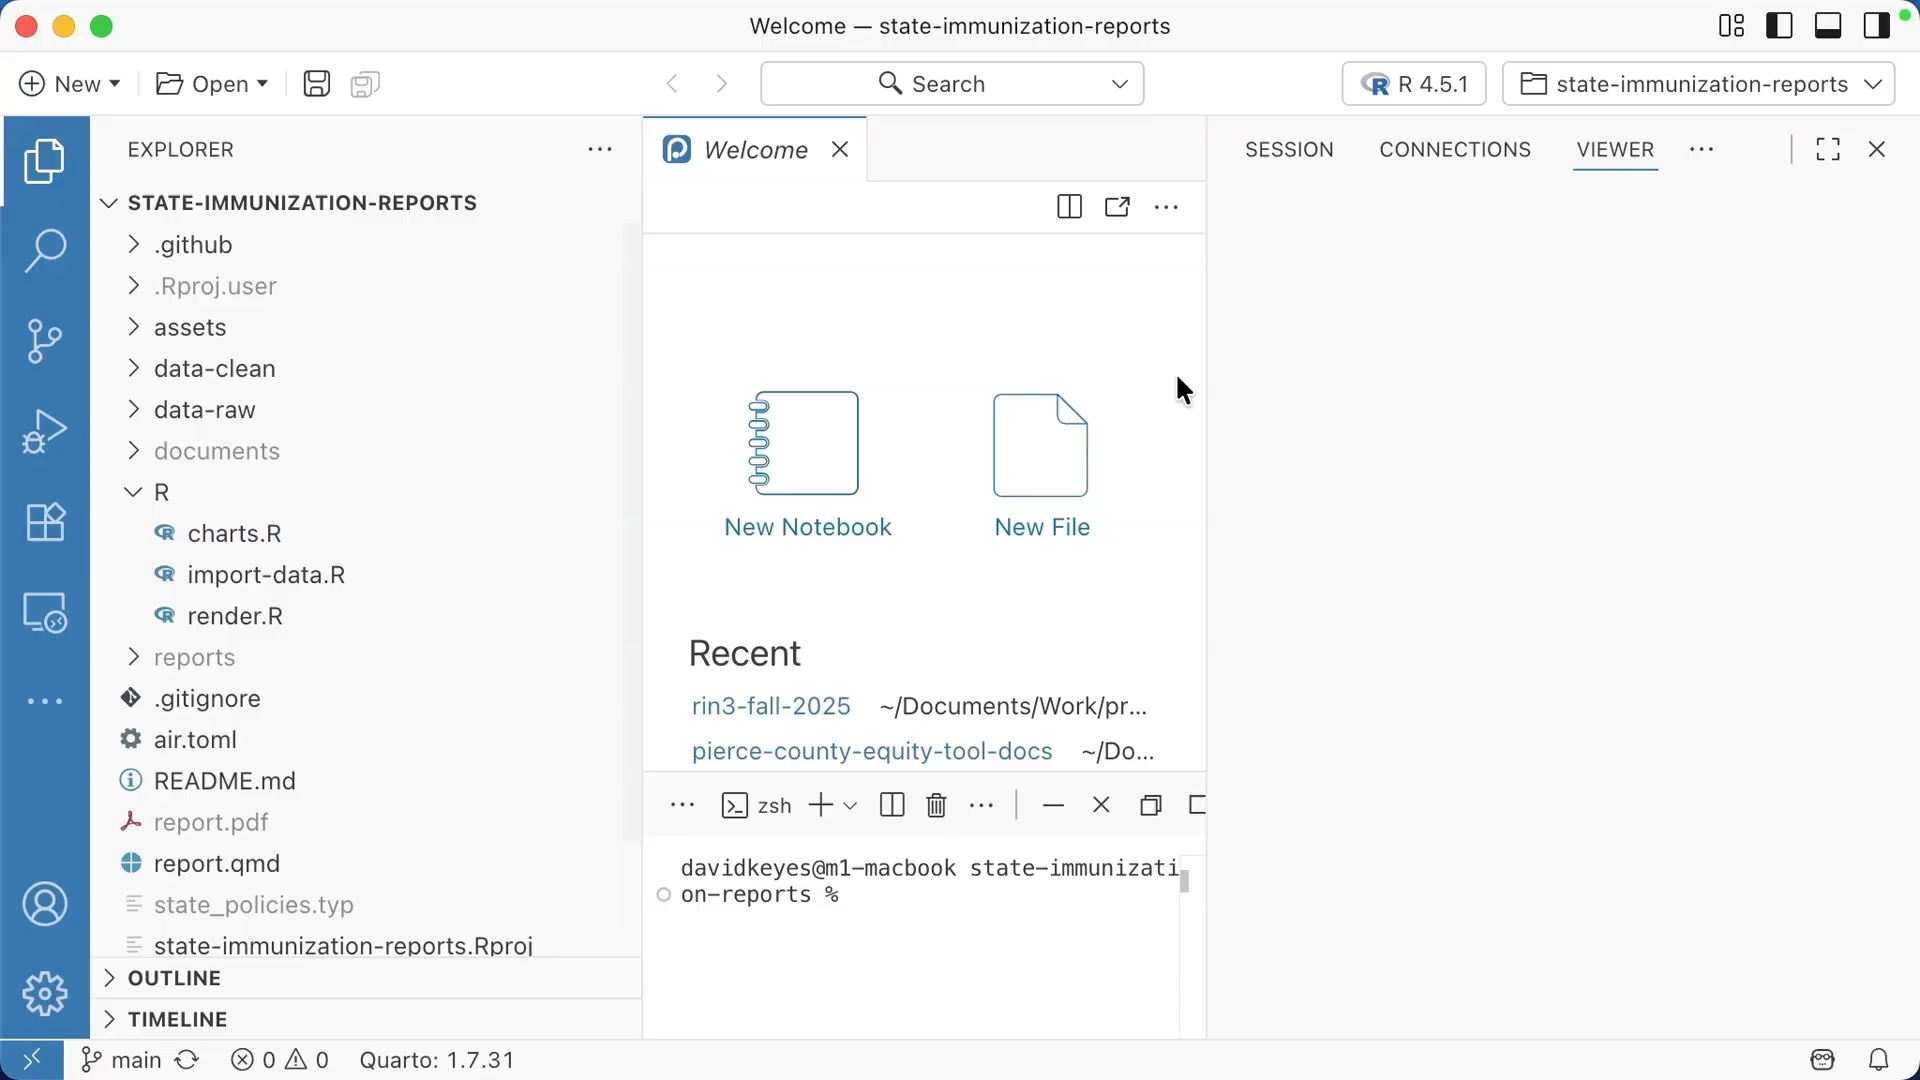 Welcome — state-immunization-reports
New
Open
Search
R 4.5.1
state-immunization-reports
EXPLORER
STATE-IMMUNIZATION-REPORTS
.github
.Rproj.user
assets
data-clean
data-raw
documents
R
charts.R
import-data.R
render.R
reports
.gitignore
air.toml
README.md
report.pdf
report.qmd
state_policies.typ
state-immunization-reports.Rproj
OUTLINE
TIMELINE
Welcome
New Notebook
New File
Recent
rin3-fall-2025 ~/Documents/Work/pr...
pierce-county-equity-tool-docs ~/Do...
zsh
davidkeyes@m1-macbook state-immunizati
on-reports %
SESSION
CONNECTIONS
VIEWER
main
0
0
Quarto: 1.7.31